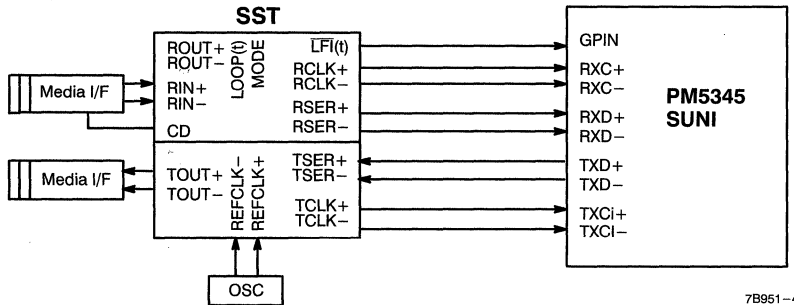 SST
ROUT+
ROUT−
LOOP(t)
MODE
LFI(t)
GPIN
RCLK+
RCLK−
RXC+
RXC−
Media I/F
RIN+
RIN−
PM5345
SUNI
RSER+
RSER−
RXD+
RXD−
CD
Media I/F
TOUT+
TOUT−
REFCLK−
REFCLK+
TSER+
TSER−
TXD+
TXD−
TCLK+
TCLK−
TXCi+
TXCI−
OSC
7B951−4